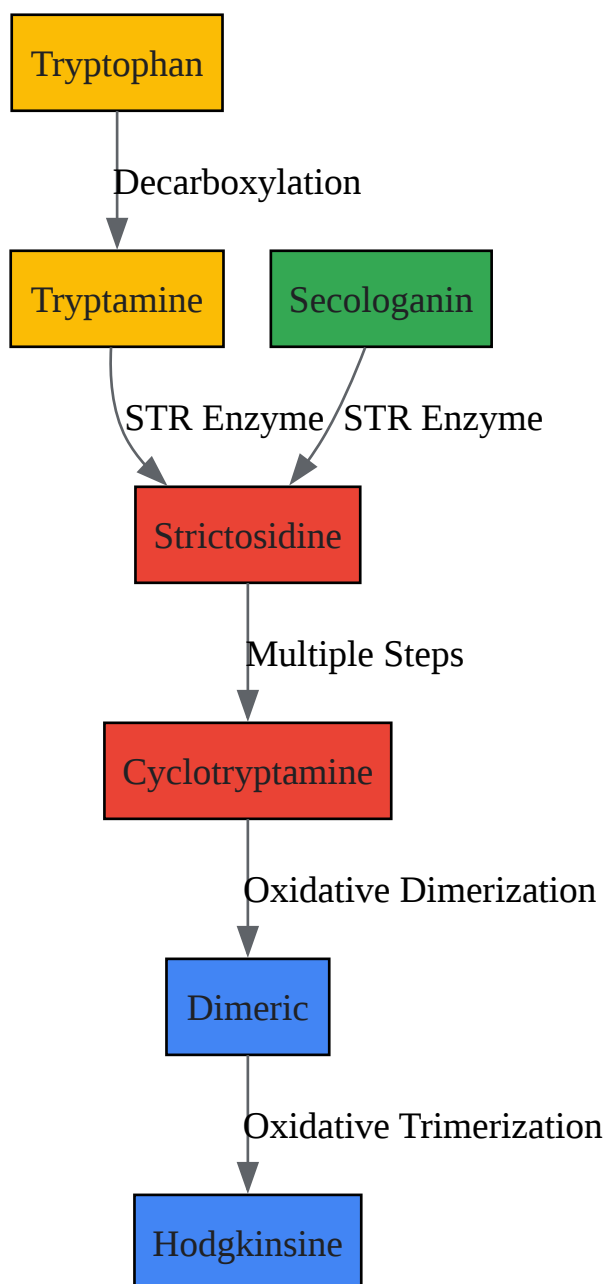 Tryptophan
Decarboxylation
Tryptamine
Secologanin
STR Enzyme
STR Enzyme
Strictosidine
Multiple Steps
Cyclotryptamine
Oxidative Dimerization
Dimeric
Oxidative Trimerization
Hodgkinsine